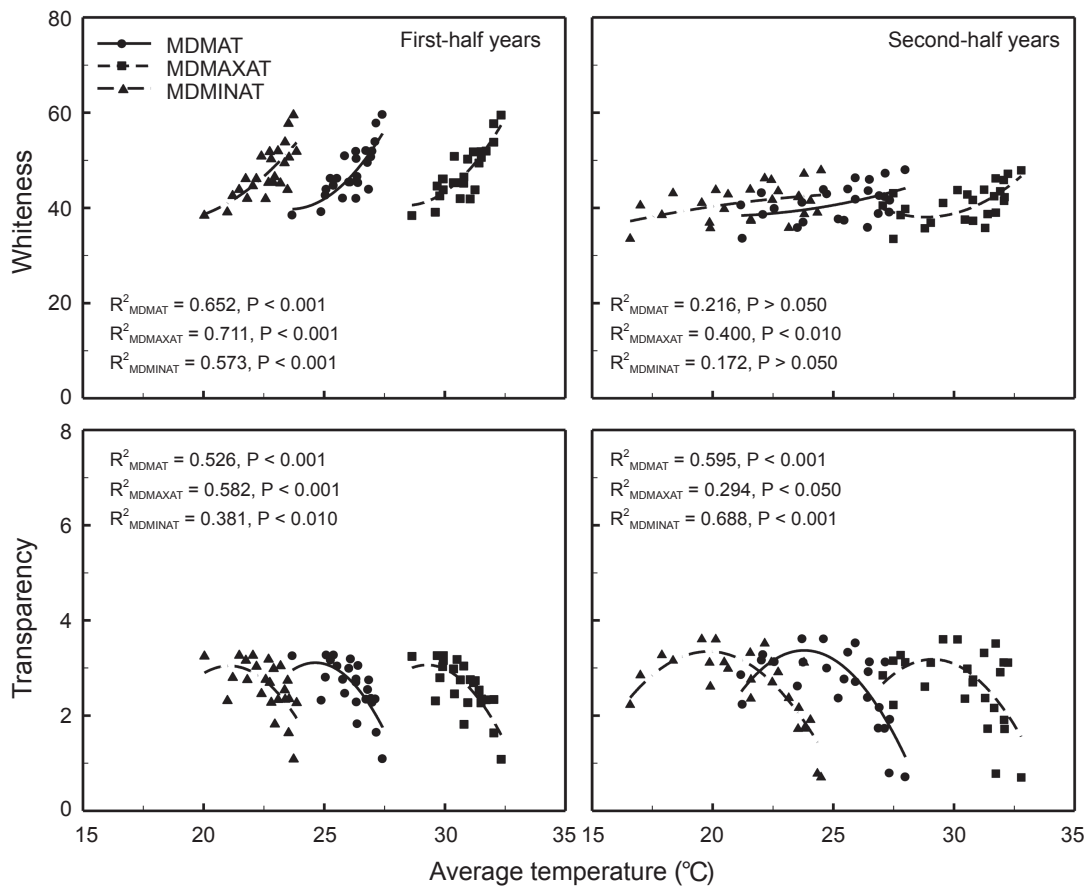 80
60
40
20
0
Whiteness
First-half years
MDMAT
MDMAXAT
MDMINAT
R²MDMAT = 0.652, P < 0.001
R²MDMAXAT = 0.711, P < 0.001
R²MDMINAT = 0.573, P < 0.001
Second-half years
R²MDMAT = 0.216, P > 0.050
R²MDMAXAT = 0.400, P < 0.010
R²MDMINAT = 0.172, P > 0.050
8
6
4
2
0
Transparency
R²MDMAT = 0.526, P < 0.001
R²MDMAXAT = 0.582, P < 0.001
R²MDMINAT = 0.381, P < 0.010
R²MDMAT = 0.595, P < 0.001
R²MDMAXAT = 0.294, P < 0.050
R²MDMINAT = 0.688, P < 0.001
15 20 25 30 35 15 20 25 30 35
Average temperature (℃)